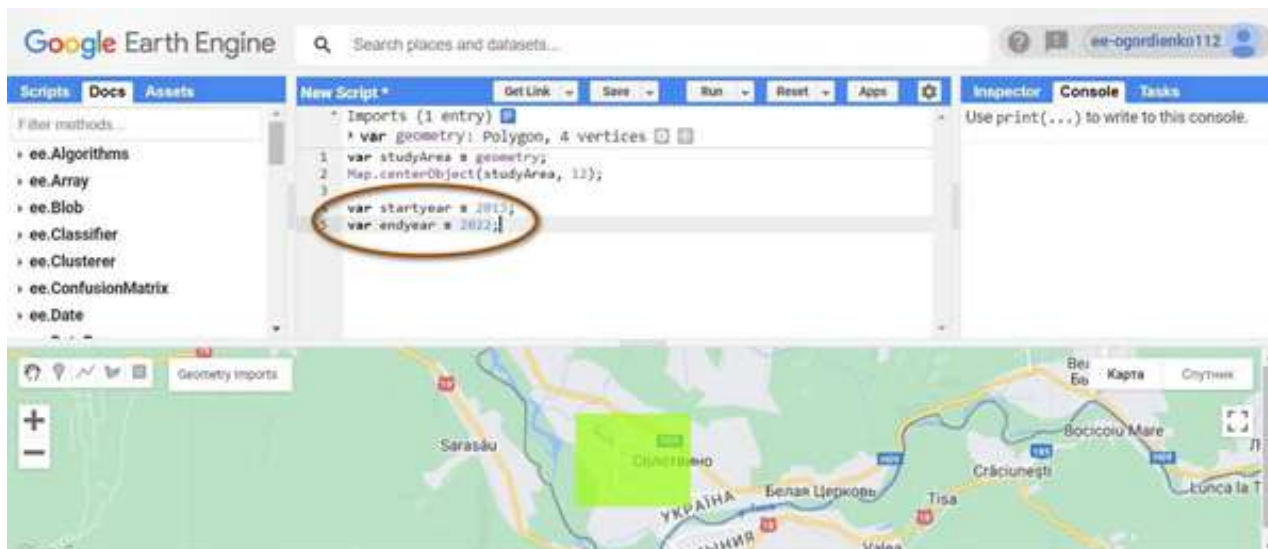 Google Earth Engine
Search places and datasets...
ee-ogordienko112
Scripts Docs Assets
New Script *
Get Link Save Run Reset Apps
Inspector Console Tasks
Filter methods...
ee.Algorithms
ee.Array
ee.Blob
ee.Classifier
ee.Clusterer
ee.ConfusionMatrix
ee.Date
Imports (1 entry)
var geometry: Polygon, 4 vertices
1 var studyArea = geometry;
2 Map.centerObject(studyArea, 12);
3
4 var startyear = 2013;
5 var endyear = 2022;
Use print(...) to write to this console.
Geometry Imports
Карта Спутник
Sarasău
Солотвино
УКРАЇНА
Белая Церковь
Tisa
Crăciunești
Bocicoiu Mare
Lunca la T
Valea